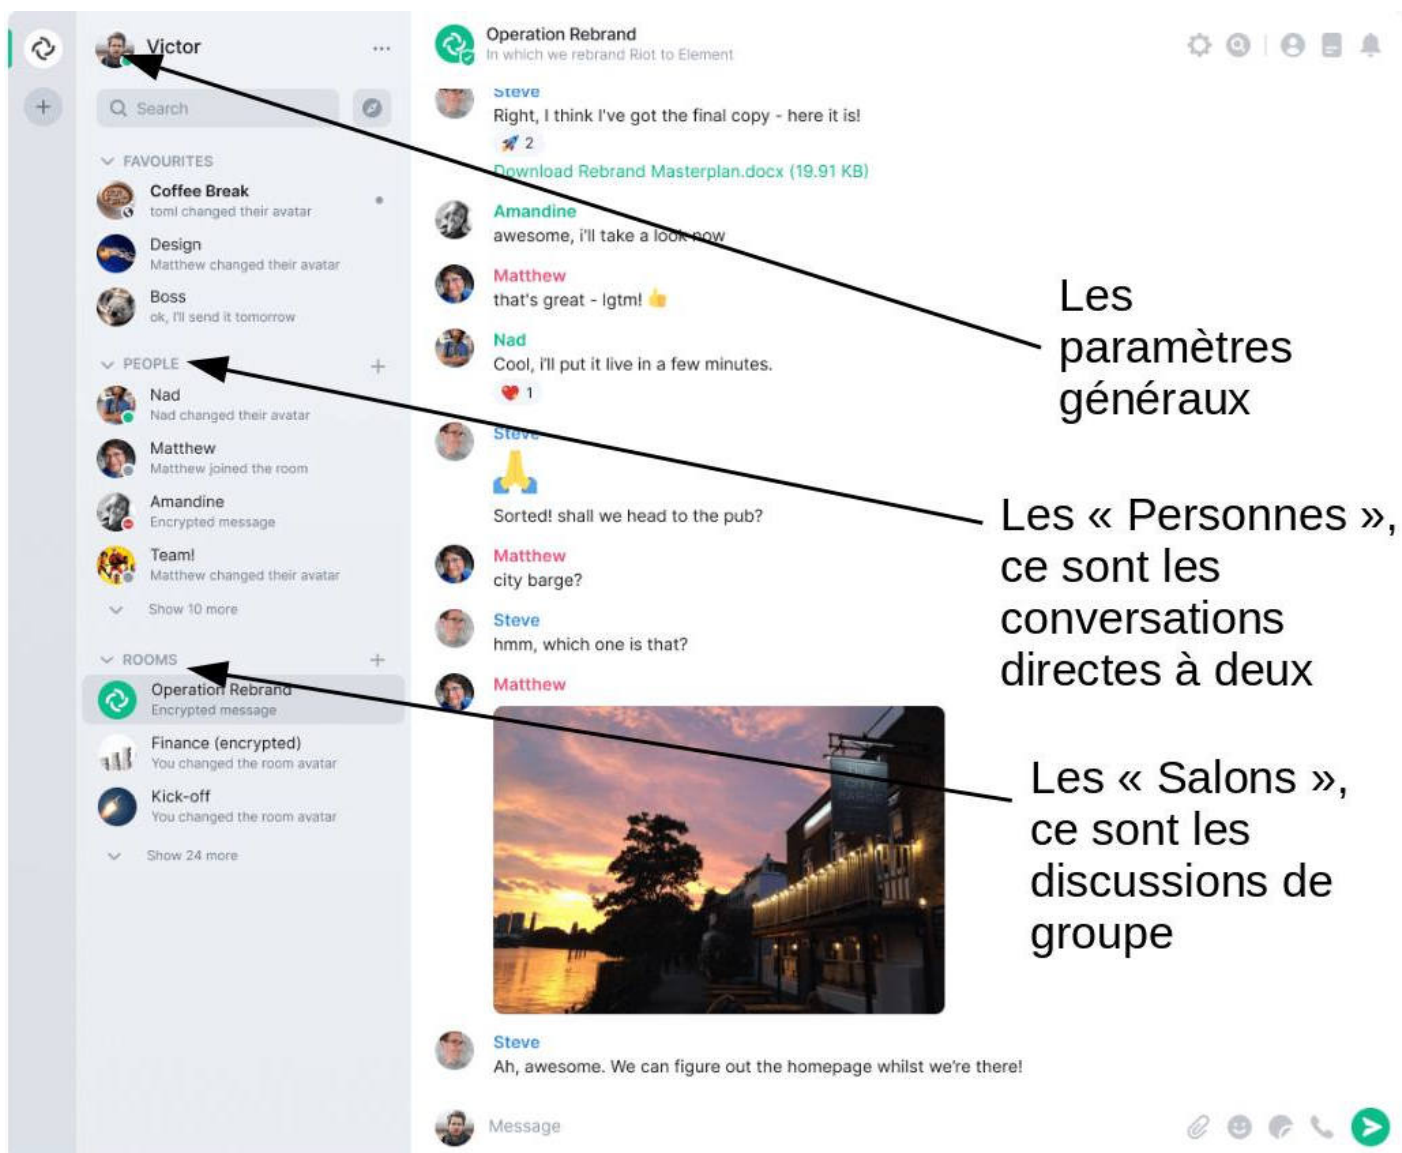 Victor
Search
FAVOURITES
Coffee Break
toml changed their avatar
Design
Matthew changed their avatar
Boss
ok, I'll send it tomorrow
PEOPLE
Nad
Nad changed their avatar
Matthew
Matthew joined the room
Amandine
Encrypted message
Team!
Matthew changed their avatar
Show 10 more
ROOMS
Operation Rebrand
Encrypted message
Finance (encrypted)
You changed the room avatar
Kick-off
You changed the room avatar
Show 24 more
Operation Rebrand
In which we rebrand Riot to Element
Steve
Right, I think I've got the final copy - here it is!
2
Download Rebrand Masterplan.docx (19.91 KB)
Amandine
awesome, i'll take a look now
Matthew
that's great - lgtm!
Nad
Cool, i'll put it live in a few minutes.
1
Steve
Sorted! shall we head to the pub?
Matthew
city barge?
Steve
hmm, which one is that?
Matthew
CITY
BARGE
Steve
Ah, awesome. We can figure out the homepage whilst we're there!
Message
Les
paramètres
généraux
Les « Personnes »,
ce sont les
conversations
directes à deux
Les « Salons »,
ce sont les
discussions de
groupe